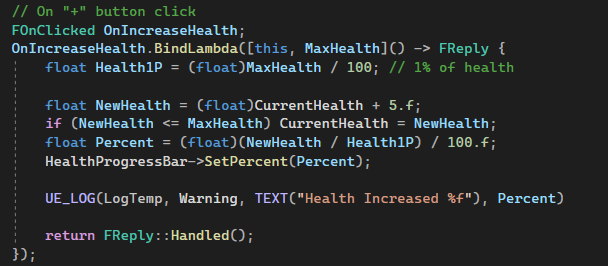 // On "+" button click
FOnClicked OnIncreaseHealth;
OnIncreaseHealth.BindLambda([this, MaxHealth]() -> FReply {
    float Health1P = (float)MaxHealth / 100; // 1% of health

    float NewHealth = (float)CurrentHealth + 5.f;
    if (NewHealth <= MaxHealth) CurrentHealth = NewHealth;
    float Percent = (float)(NewHealth / Health1P) / 100.f;
    HealthProgressBar->SetPercent(Percent);

    UE_LOG(LogTemp, Warning, TEXT("Health Increased %f"), Percent)

    return FReply::Handled();
});